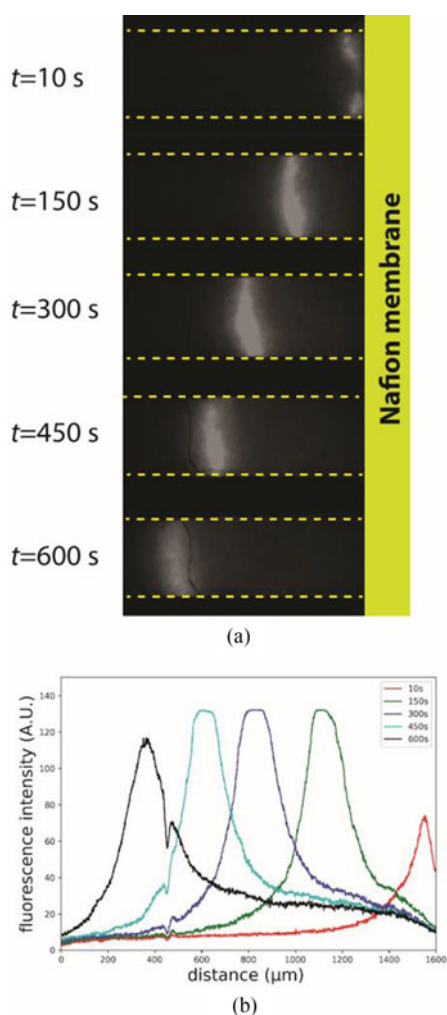 t=10 s
t=150 s
t=300 s
t=450 s
t=600 s
Nafion membrane
(a)
fluorescence intensity (A.U.)
140
120
100
80
60
40
20
0
10s
150s
300s
450s
600s
0 200 400 600 800 1000 1200 1400 1600
distance (μm)
(b)